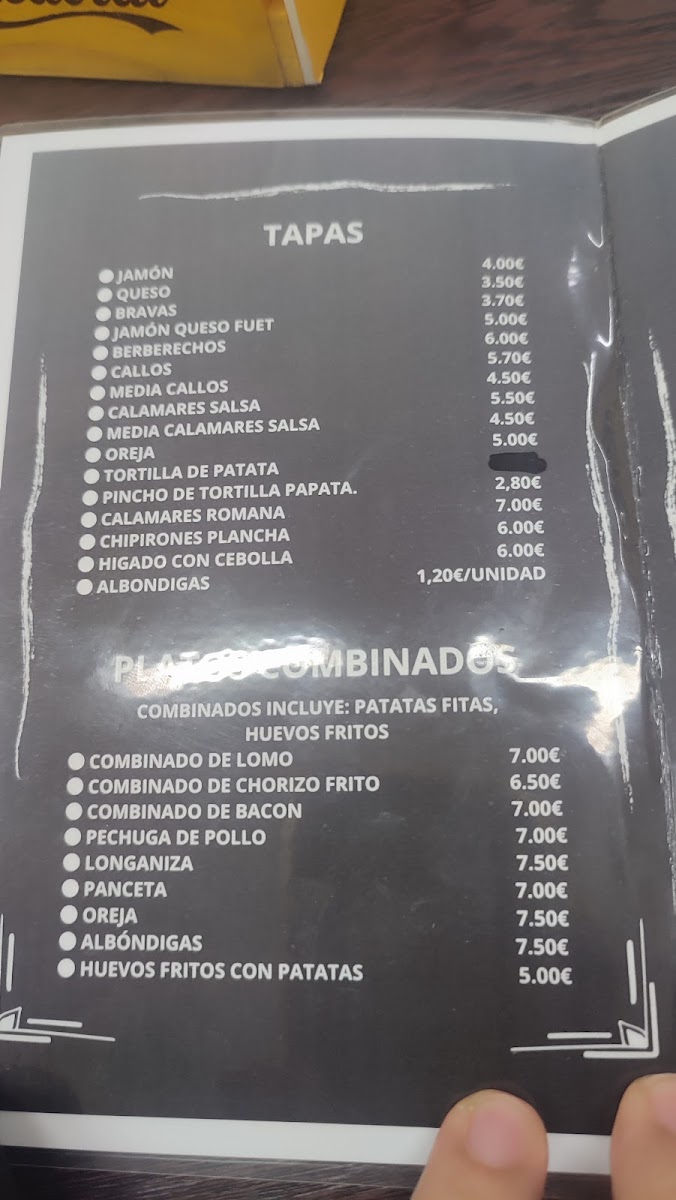 TAPAS
JAMÓN 4.00€
QUESO 3.50€
BRAVAS 3.70€
JAMÓN QUESO FUET 5.00€
BERBERECHOS 6.00€
CALLOS 5.70€
MEDIA CALLOS 4.50€
CALAMARES SALSA 5.50€
MEDIA CALAMARES SALSA 4.50€
OREJA 5.00€
TORTILLA DE PATATA
PINCHO DE TORTILLA PAPATA. 2,80€
CALAMARES ROMANA 7.00€
CHIPIRONES PLANCHA 6.00€
HIGADO CON CEBOLLA 6.00€
ALBONDIGAS 1,20€/UNIDAD
PLATOS COMBINADOS
COMBINADOS INCLUYE: PATATAS FITAS,
HUEVOS FRITOS
COMBINADO DE LOMO 7.00€
COMBINADO DE CHORIZO FRITO 6.50€
COMBINADO DE BACON 7.00€
PECHUGA DE POLLO 7.00€
LONGANIZA 7.50€
PANCETA 7.00€
OREJA 7.50€
ALBÓNDIGAS 7.50€
HUEVOS FRITOS CON PATATAS 5.00€